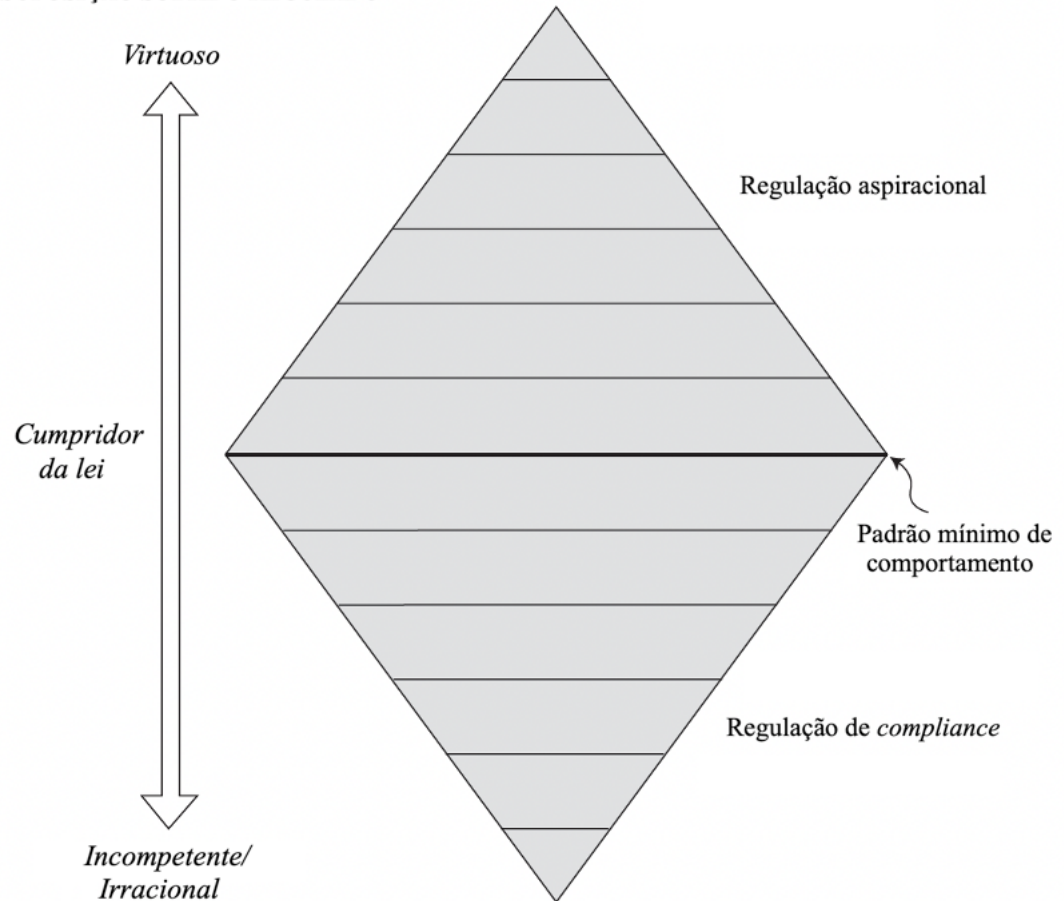 Virtuoso
Regulação aspiracional
Cumpridor
da lei
Padrão mínimo de
comportamento
Regulação de compliance
Incompetente/
Irracional